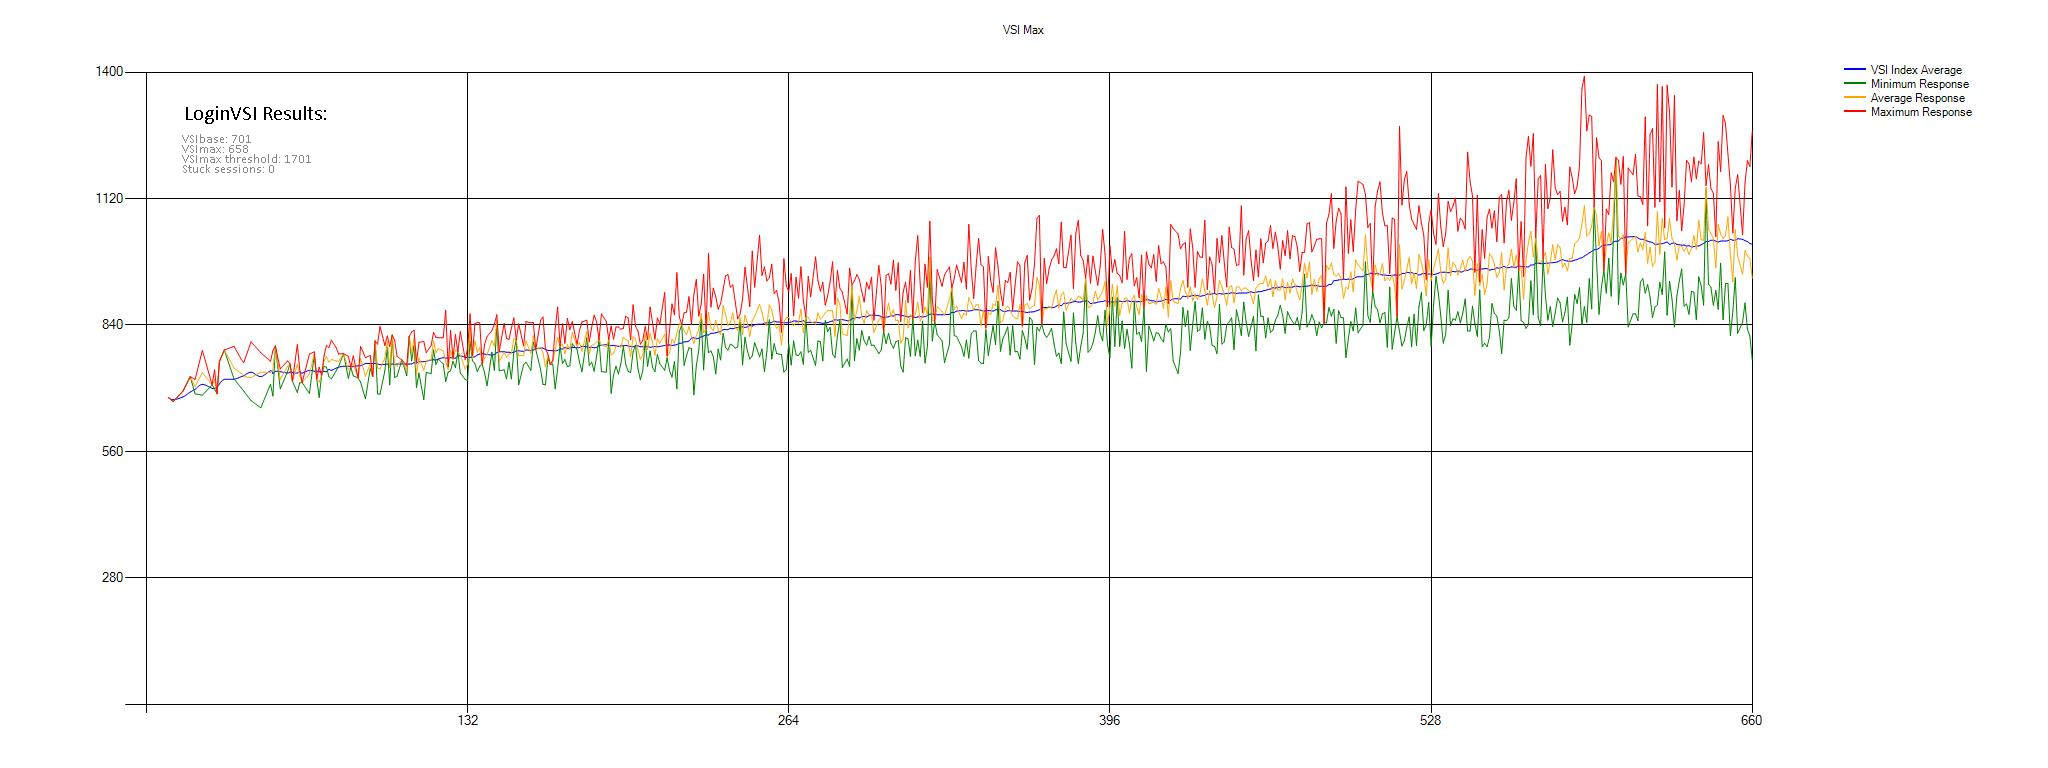 VSI Max
1400
1120
840
560
280
132
264
396
528
660
LoginVSI Results:
VSIbase: 701
VSImax: 658
VSImax threshold: 1701
Stuck sessions: 0
VSI Index Average
Minimum Response
Average Response
Maximum Response